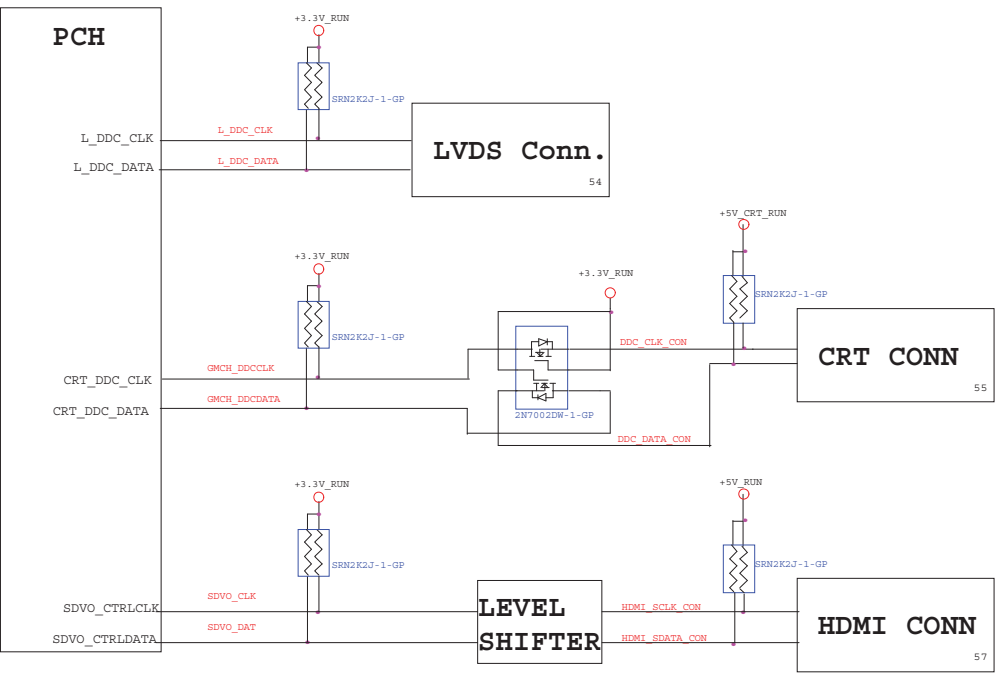 PCH
+3.3V_RUN
SRN2K2J-1-GP
L_DDC_CLK
L_DDC_CLK
L_DDC_DATA
L_DDC_DATA
LVDS Conn.
54
+5V_CRT_RUN
SRN2K2J-1-GP
+3.3V_RUN
SRN2K2J-1-GP
+3.3V_RUN
CRT_DDC_CLK
GMCH_DDCCLK
CRT_DDC_DATA
GMCH_DDCDATA
2N7002DW-1-GP
DDC_CLK_CON
DDC_DATA_CON
CRT CONN
55
+3.3V_RUN
SRN2K2J-1-GP
+5V_RUN
SRN2K2J-1-GP
SDVO_CTRLCLK
SDVO_CLK
SDVO_CTRLDATA
SDVO_DAT
LEVEL
SHIFTER
HDMI_SCLK_CON
HDMI_SDATA_CON
HDMI CONN
57